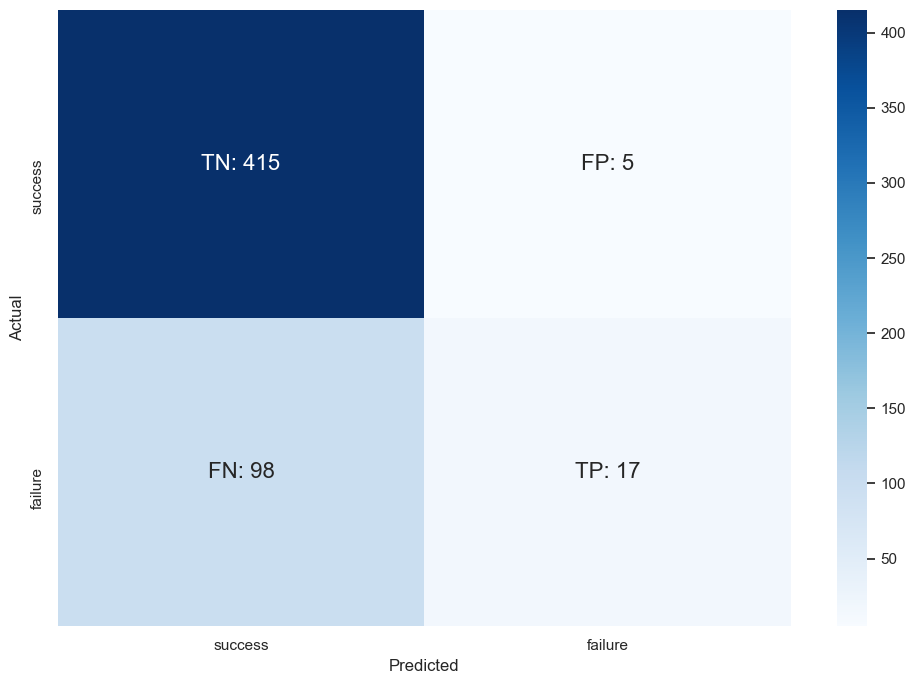 TN: 415
FP: 5
FN: 98
TP: 17
success
failure
Actual
success
failure
Predicted
400
350
300
250
200
150
100
50